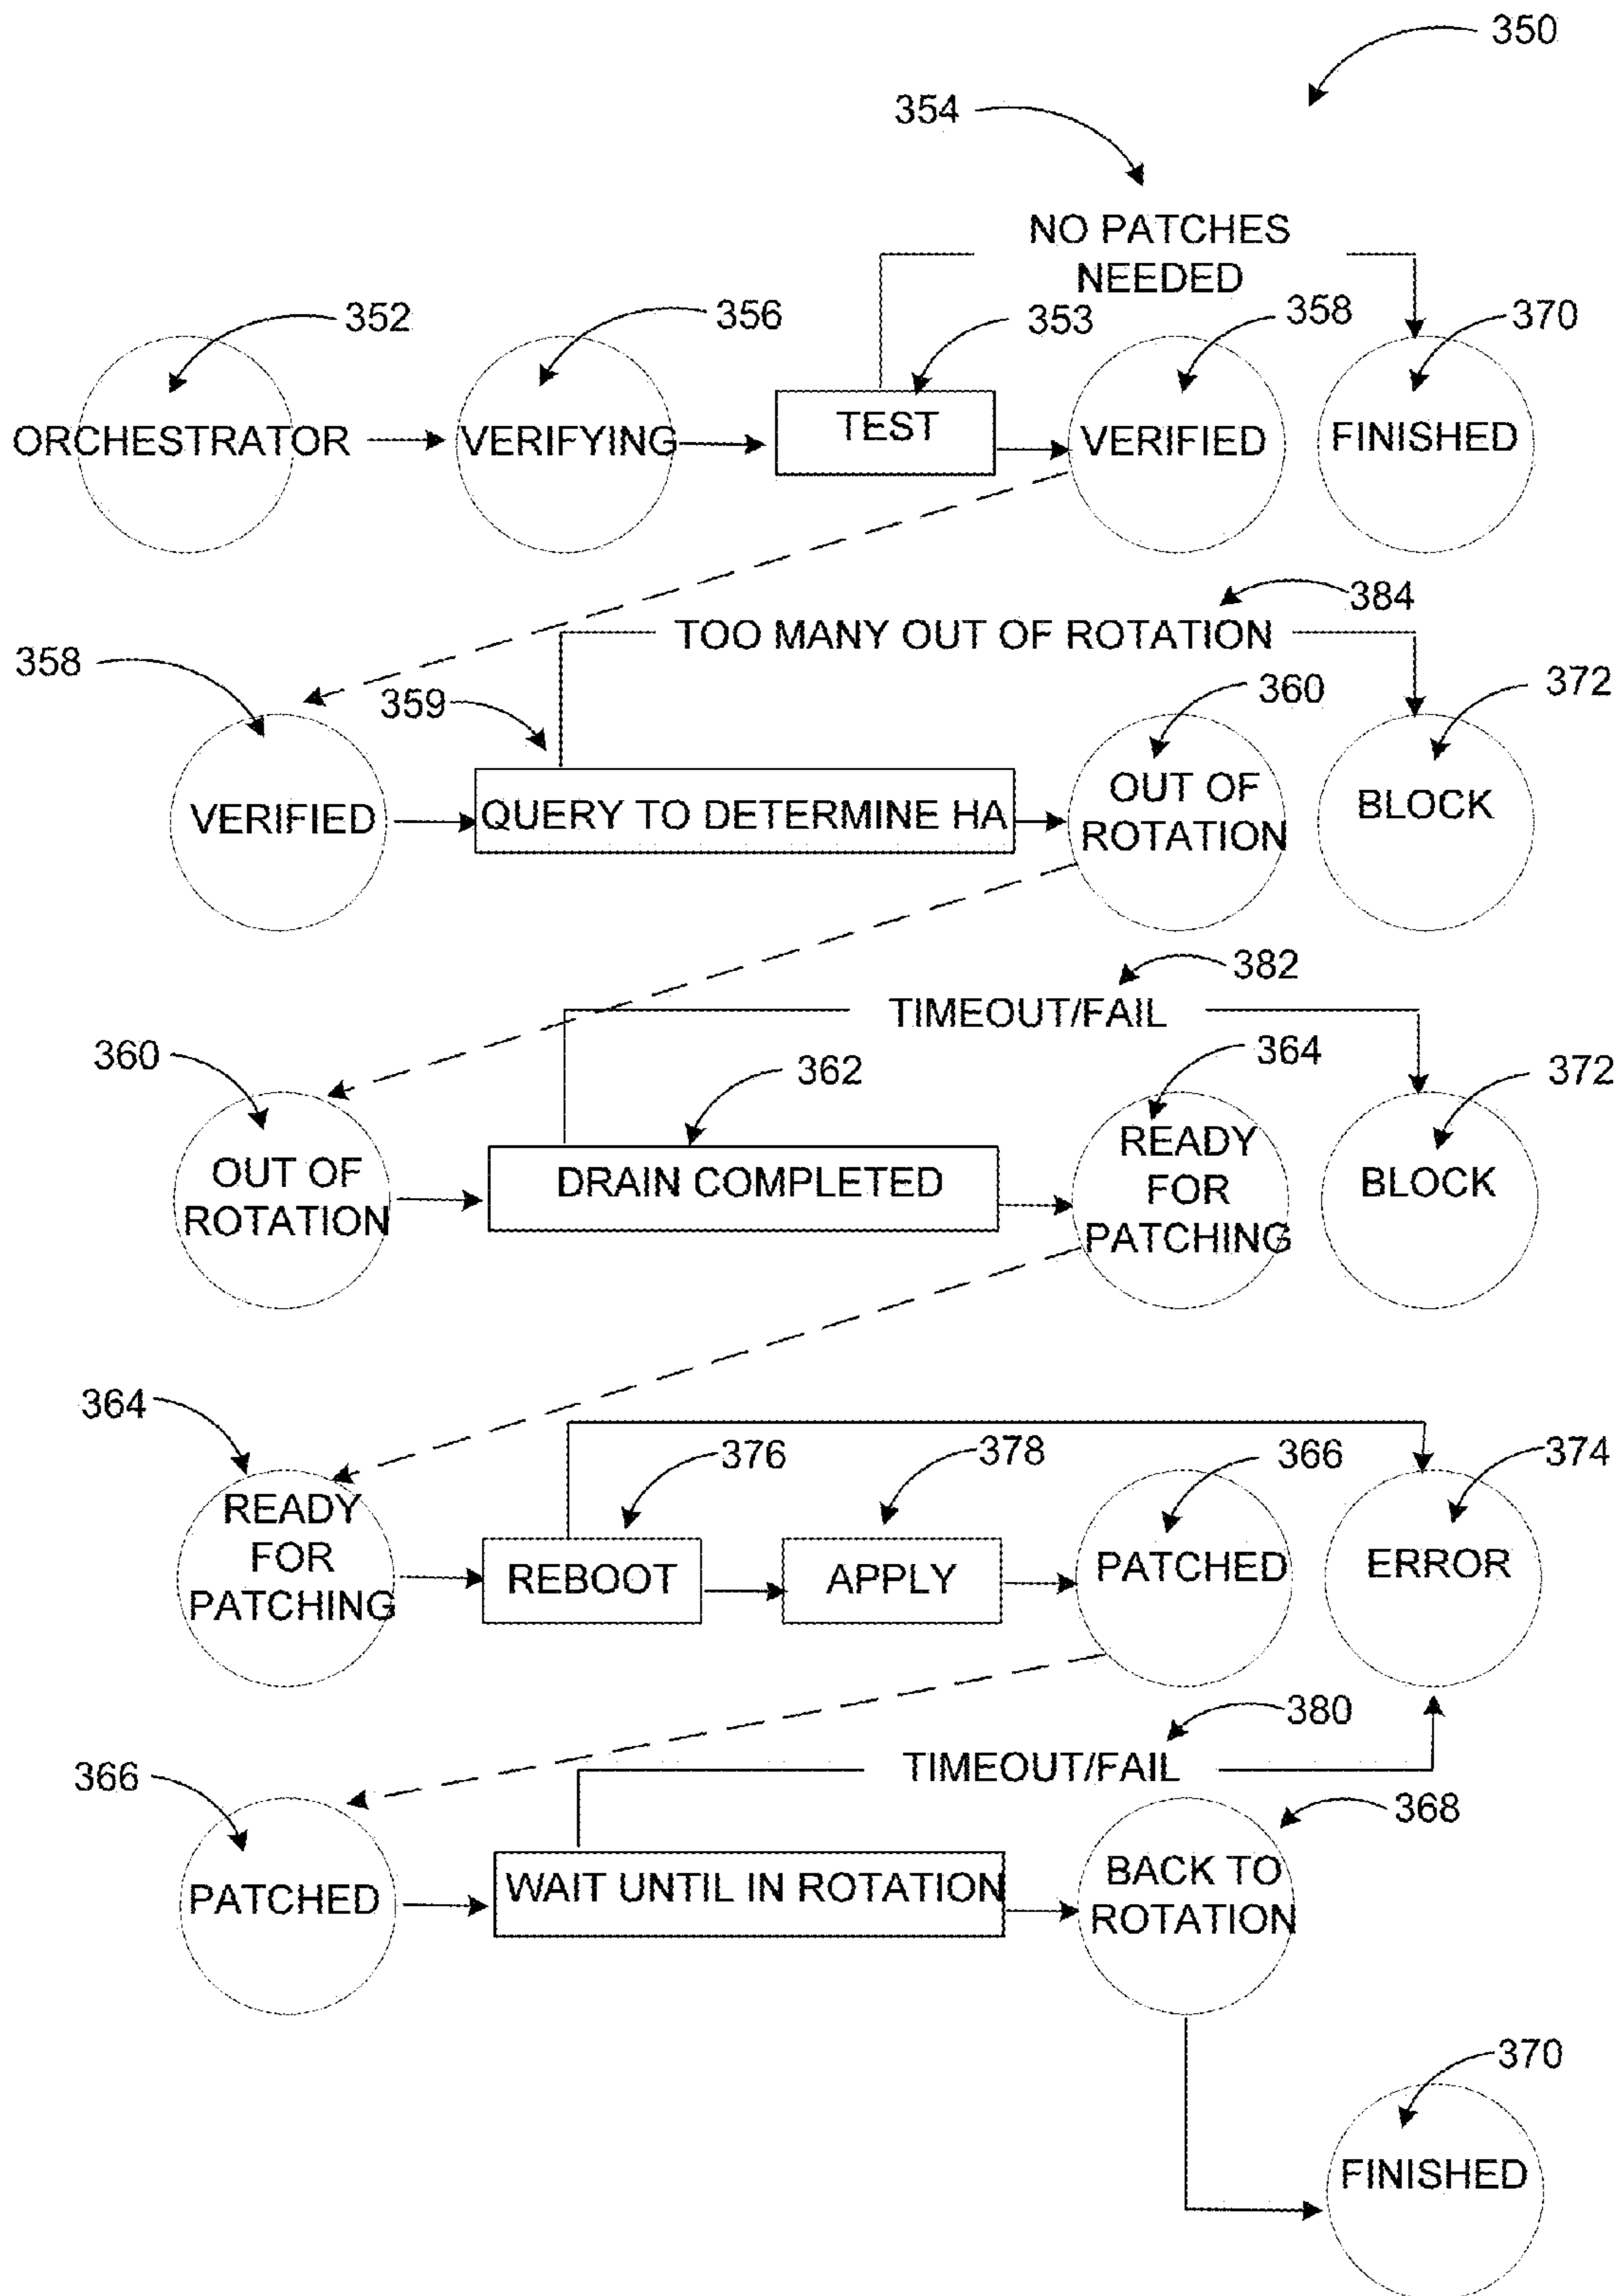 350
354
NO PATCHES
NEEDED
352
356
353
358
370
ORCHESTRATOR
VERIFYING
TEST
VERIFIED
FINISHED
384
TOO MANY OUT OF ROTATION
358
359
360
372
VERIFIED
QUERY TO DETERMINE HA
OUT OF
ROTATION
BLOCK
382
TIMEOUT/FAIL
360
362
364
372
OUT OF
ROTATION
DRAIN COMPLETED
READY
FOR
PATCHING
BLOCK
364
376
378
366
374
READY
FOR
PATCHING
REBOOT
APPLY
PATCHED
ERROR
380
TIMEOUT/FAIL
366
368
PATCHED
WAIT UNTIL IN ROTATION
BACK TO
ROTATION
370
FINISHED